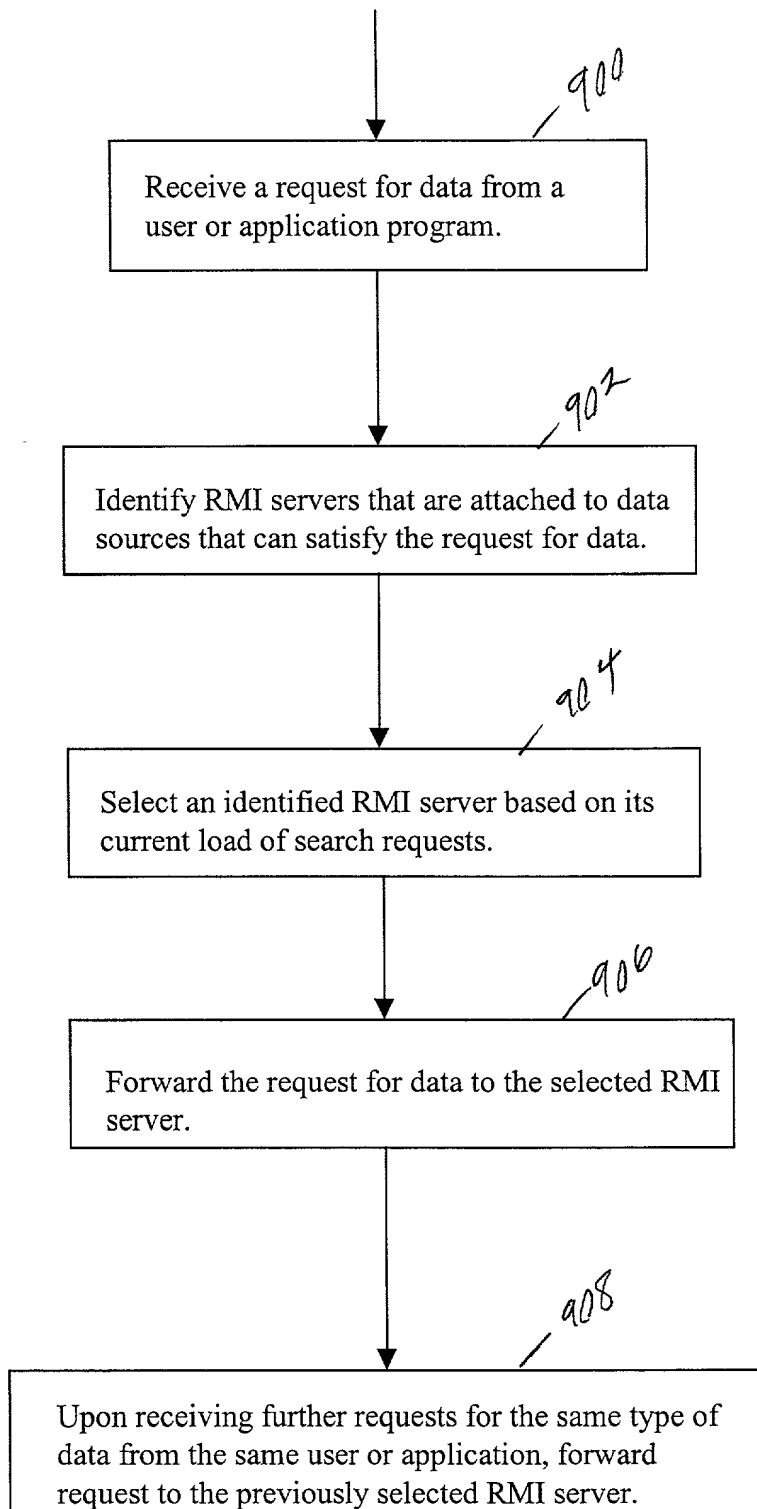 900
Receive a request for data from a
user or application program.
902
Identify RMI servers that are attached to data
sources that can satisfy the request for data.
904
Select an identified RMI server based on its
current load of search requests.
906
Forward the request for data to the selected RMI
server.
908
Upon receiving further requests for the same type of
data from the same user or application, forward
request to the previously selected RMI server.